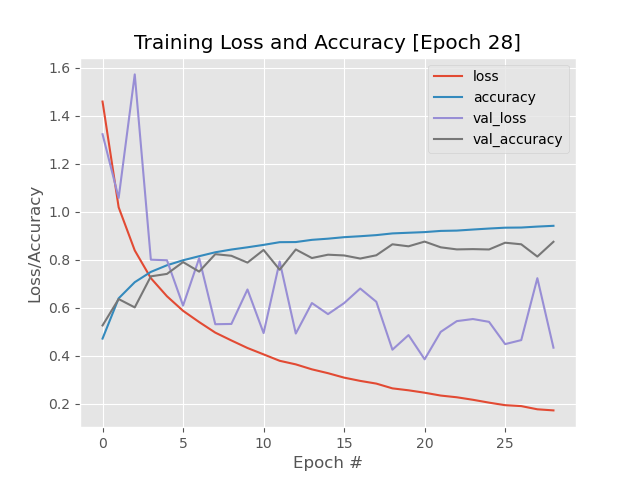 Training Loss and Accuracy [Epoch 28]
loss
accuracy
val_loss
val_accuracy
Loss/Accuracy
1.6
1.4
1.2
1.0
0.8
0.6
0.4
0.2
0 5 10 15 20 25
Epoch #